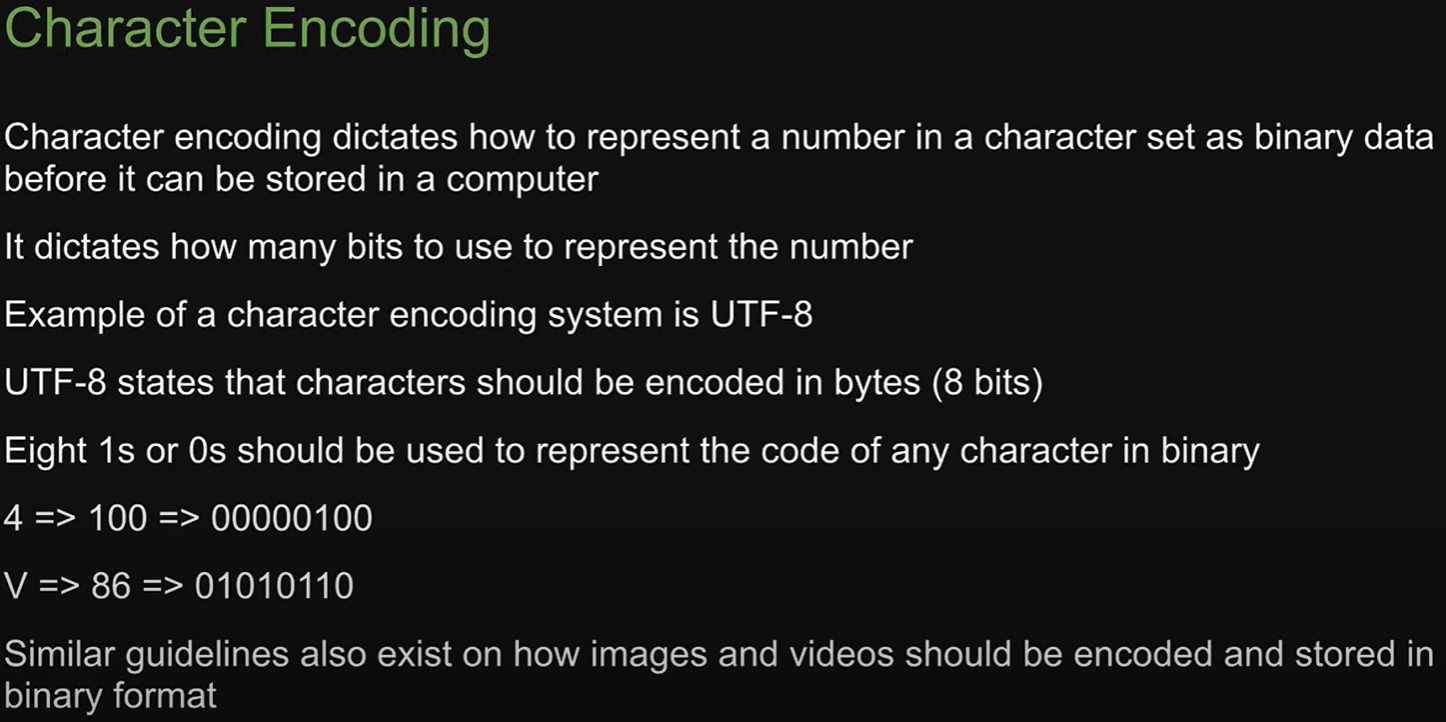 Character Encoding
Character encoding dictates how to represent a number in a character set as binary data
before it can be stored in a computer
It dictates how many bits to use to represent the number
Example of a character encoding system is UTF-8
UTF-8 states that characters should be encoded in bytes (8 bits)
Eight 1s or 0s should be used to represent the code of any character in binary
4 => 100 => 00000100
V => 86 => 01010110
Similar guidelines also exist on how images and videos should be encoded and stored in
binary format